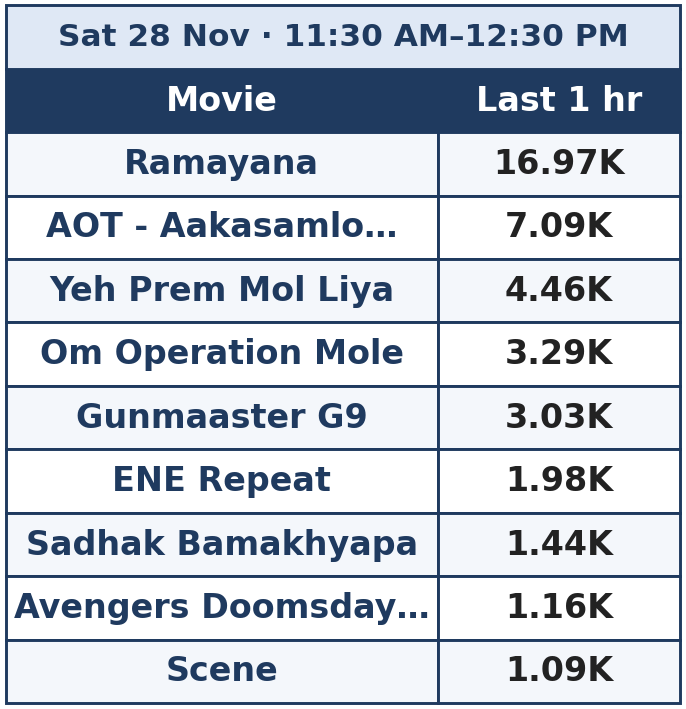 Sat 28 Nov · 11:30 AM–12:30 PM
Movie Last 1 hr
Ramayana 16.97K
AOT - Aakasamlo... 7.09K
Yeh Prem Mol Liya 4.46K
Om Operation Mole 3.29K
Gunmaaster G9 3.03K
ENE Repeat 1.98K
Sadhak Bamakhyapa 1.44K
Avengers Doomsday... 1.16K
Scene 1.09K